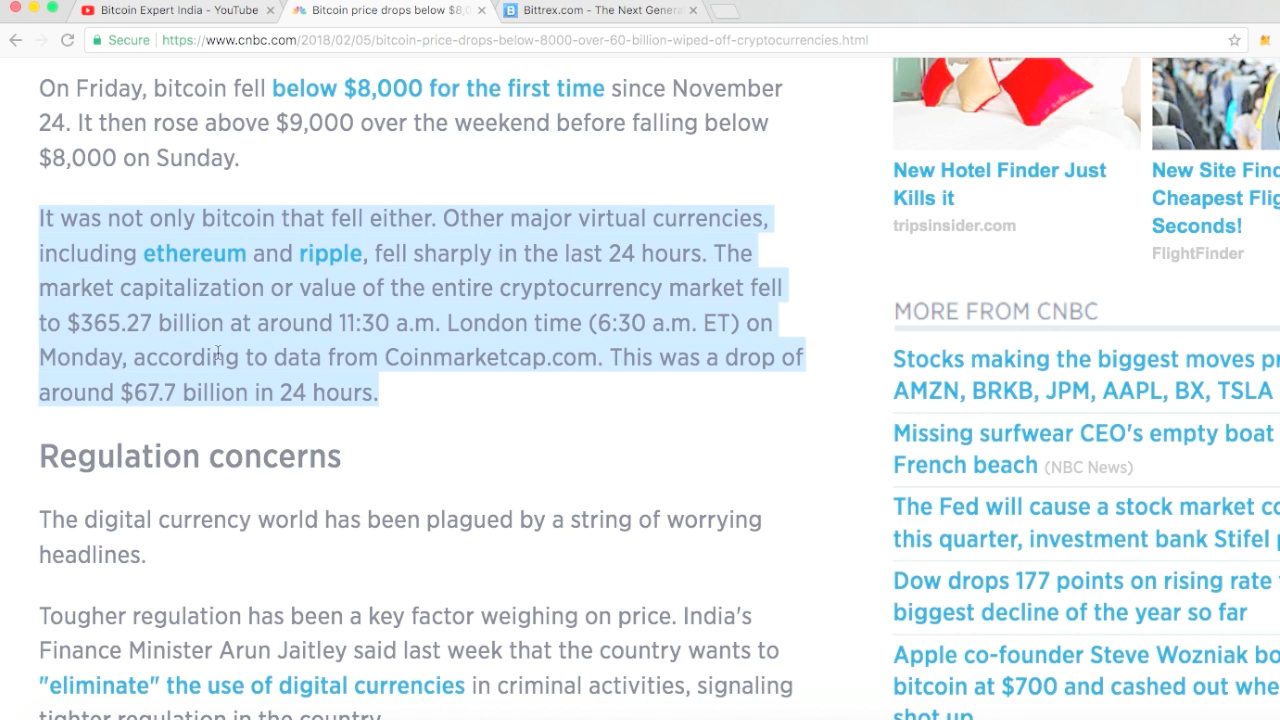 Bitcoin Expert India - YouTube
Bitcoin price drops below $8,0
Bittrex.com - The Next Genera
Secure
https://www.cnbc.com/2018/02/05/bitcoin-price-drops-below-8000-over-60-billion-wiped-off-cryptocurrencies.html
On Friday, bitcoin fell below $8,000 for the first time since November
24. It then rose above $9,000 over the weekend before falling below
$8,000 on Sunday.
It was not only bitcoin that fell either. Other major virtual currencies,
including ethereum and ripple, fell sharply in the last 24 hours. The
market capitalization or value of the entire cryptocurrency market fell
to $365.27 billion at around 11:30 a.m. London time (6:30 a.m. ET) on
Monday, according to data from Coinmarketcap.com. This was a drop of
around $67.7 billion in 24 hours.
Regulation concerns
The digital currency world has been plagued by a string of worrying
headlines.
Tougher regulation has been a key factor weighing on price. India's
Finance Minister Arun Jaitley said last week that the country wants to
"eliminate" the use of digital currencies in criminal activities, signaling
tighter regulation in the country.
New Hotel Finder Just
Kills it
tripsinsider.com
New Site Find
Cheapest Flig
Seconds!
FlightFinder
MORE FROM CNBC
Stocks making the biggest moves pr
AMZN, BRKB, JPM, AAPL, BX, TSLA
Missing surfwear CEO's empty boat
French beach (NBC News)
The Fed will cause a stock market co
this quarter, investment bank Stifel p
Dow drops 177 points on rising rate
biggest decline of the year so far
Apple co-founder Steve Wozniak bo
bitcoin at $700 and cashed out whe
shot up